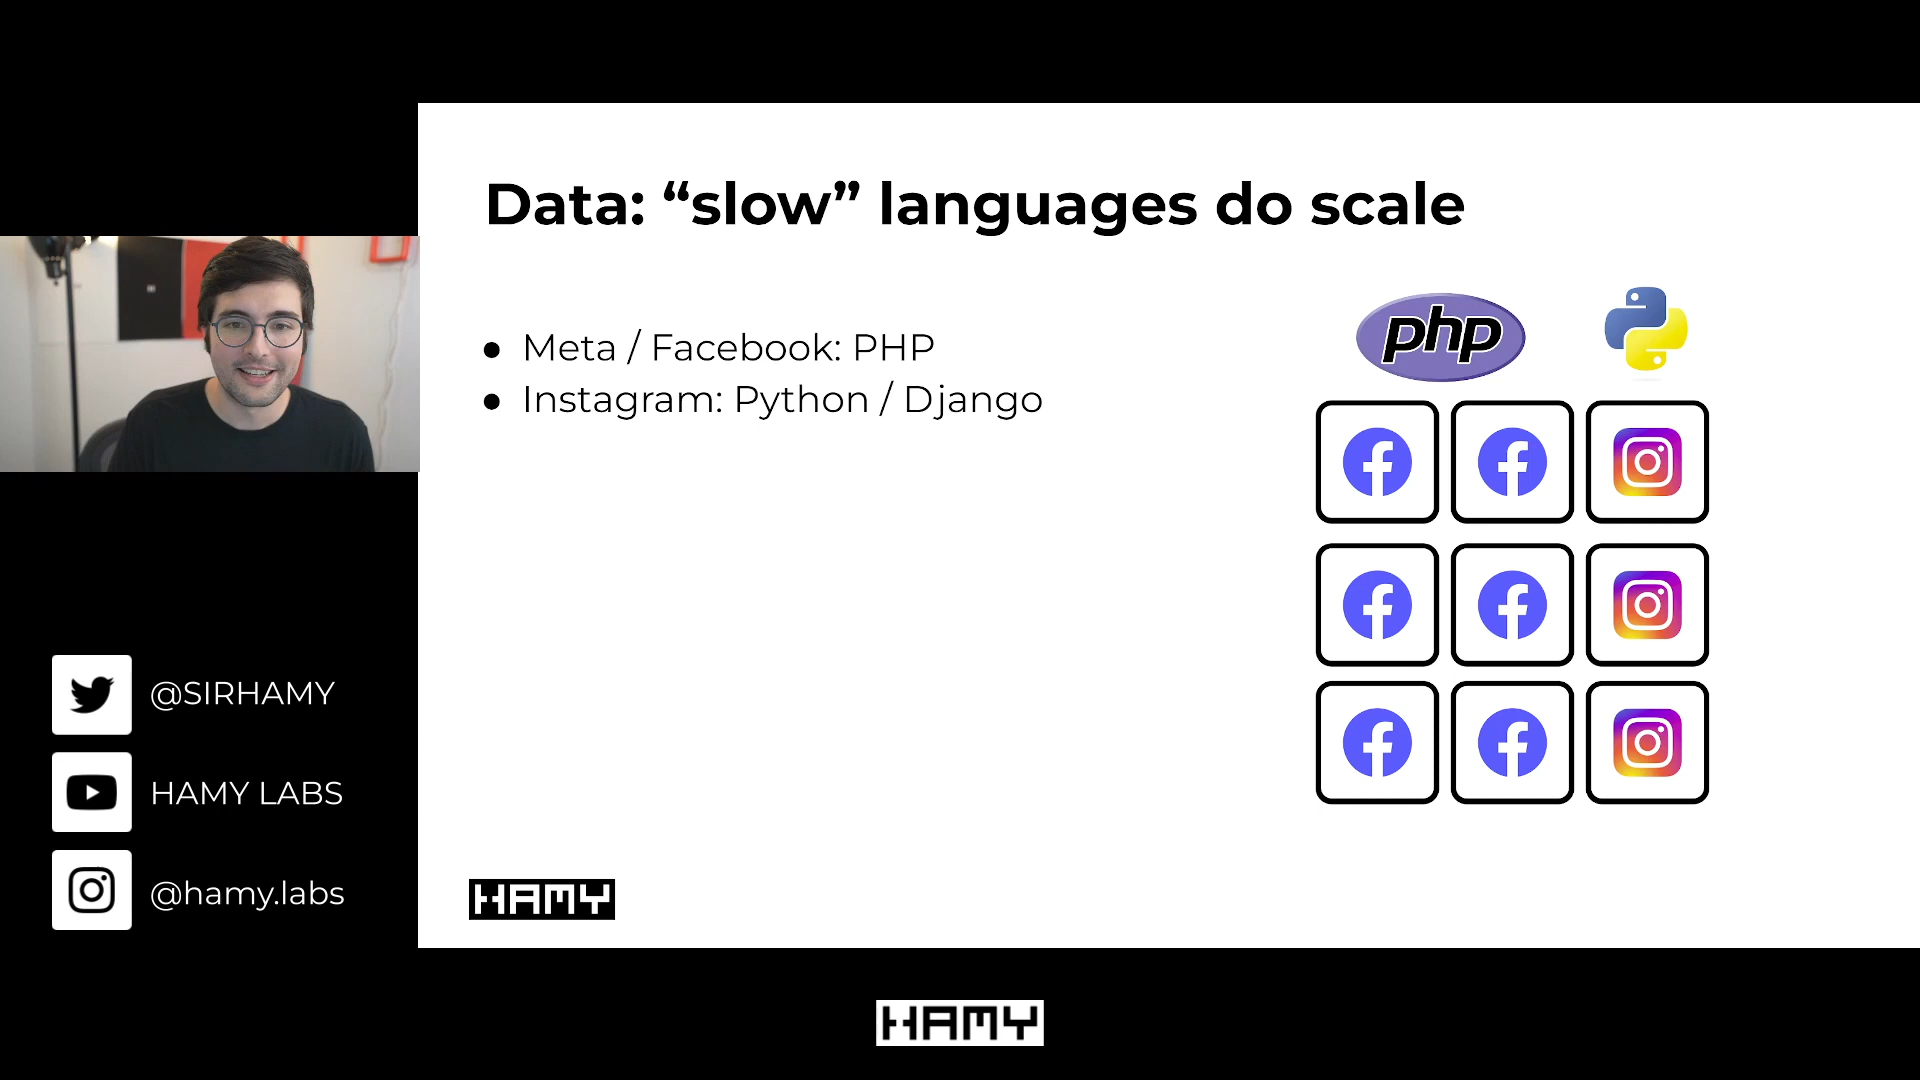 Data: “slow” languages do scale
● Meta / Facebook: PHP
● Instagram: Python / Django
php
@SIRHAMY
HAMY LABS
@hamy.labs
HAMY
HAMY